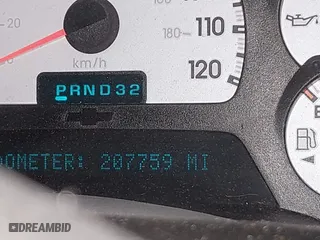 110
180
20
120
km/h
PRND32
ODOMETER: 207759 MI
E
DREAMBID